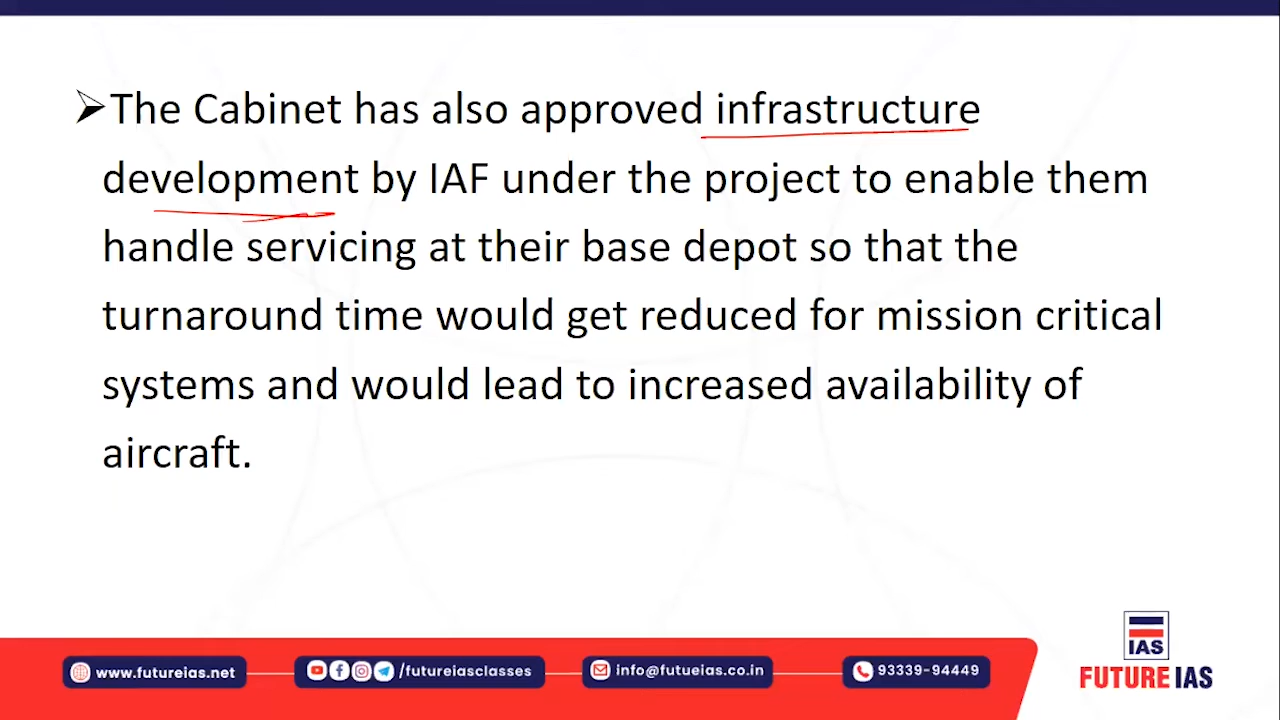 ➢The Cabinet has also approved infrastructure
development by IAF under the project to enable them
handle servicing at their base depot so that the
turnaround time would get reduced for mission critical
systems and would lead to increased availability of
aircraft.
IAS
FUTURE IAS
www.futureias.net
/futureiasclasses
info@futueias.co.in
93339-94449